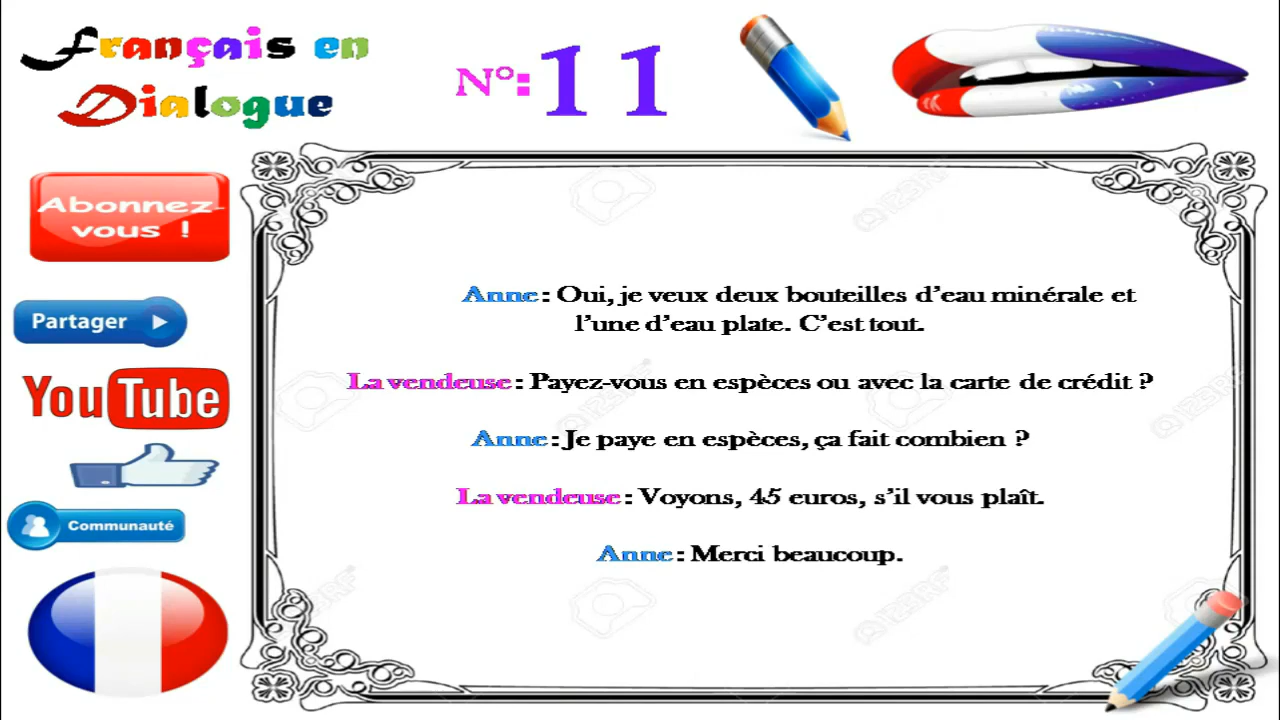 Français en
Dialogue
N°:11
Abonnez-
vous !
Partager
YouTube
Communauté
Anne : Oui, je veux deux bouteilles d’eau minérale et
l’une d’eau plate. C’est tout.
La vendeuse : Payez-vous en espèces ou avec la carte de crédit ?
Anne : Je paye en espèces, ça fait combien ?
La vendeuse : Voyons, 45 euros, s’il vous plaît.
Anne : Merci beaucoup.